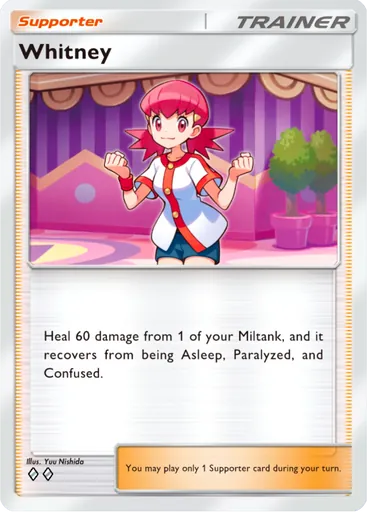 Supporter
TRAINER
Whitney
Heal 60 damage from 1 of your Miltank, and it
recovers from being Asleep, Paralyzed, and
Confused.
Illus. Yuu Nishida
You may play only 1 Supporter card during your turn.